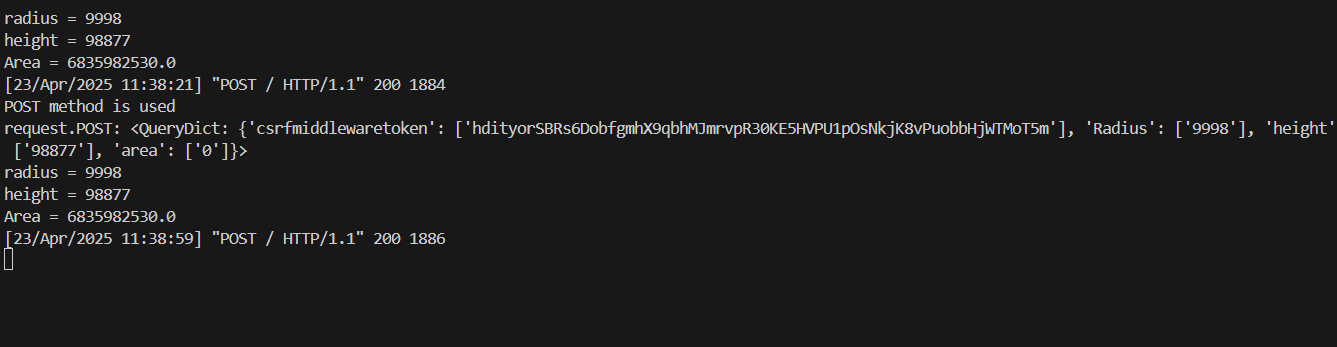 radius = 9998
height = 98877
Area = 6835982530.0
[23/Apr/2025 11:38:21] "POST / HTTP/1.1" 200 1884
POST method is used
request.POST: <QueryDict: {'csrfmiddlewaretoken': ['hdityorSBRs6DobfgmhX9qbhMJmrvpR30KE5HVPU1pOsNkjK8vPuobbHjWTMoT5m'], 'Radius': ['9998'], 'height'
['98877'], 'area': ['0']}>
radius = 9998
height = 98877
Area = 6835982530.0
[23/Apr/2025 11:38:59] "POST / HTTP/1.1" 200 1886